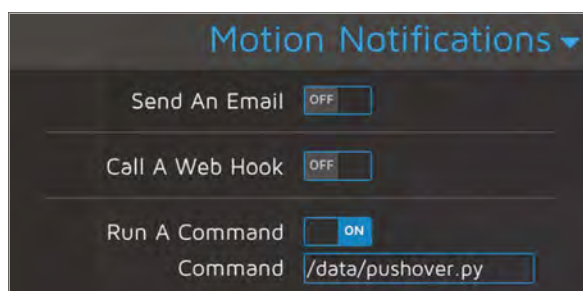 Motion Notifications
Send An Email OFF
Call A Web Hook OFF
Run A Command ON
Command /data/pushover.py